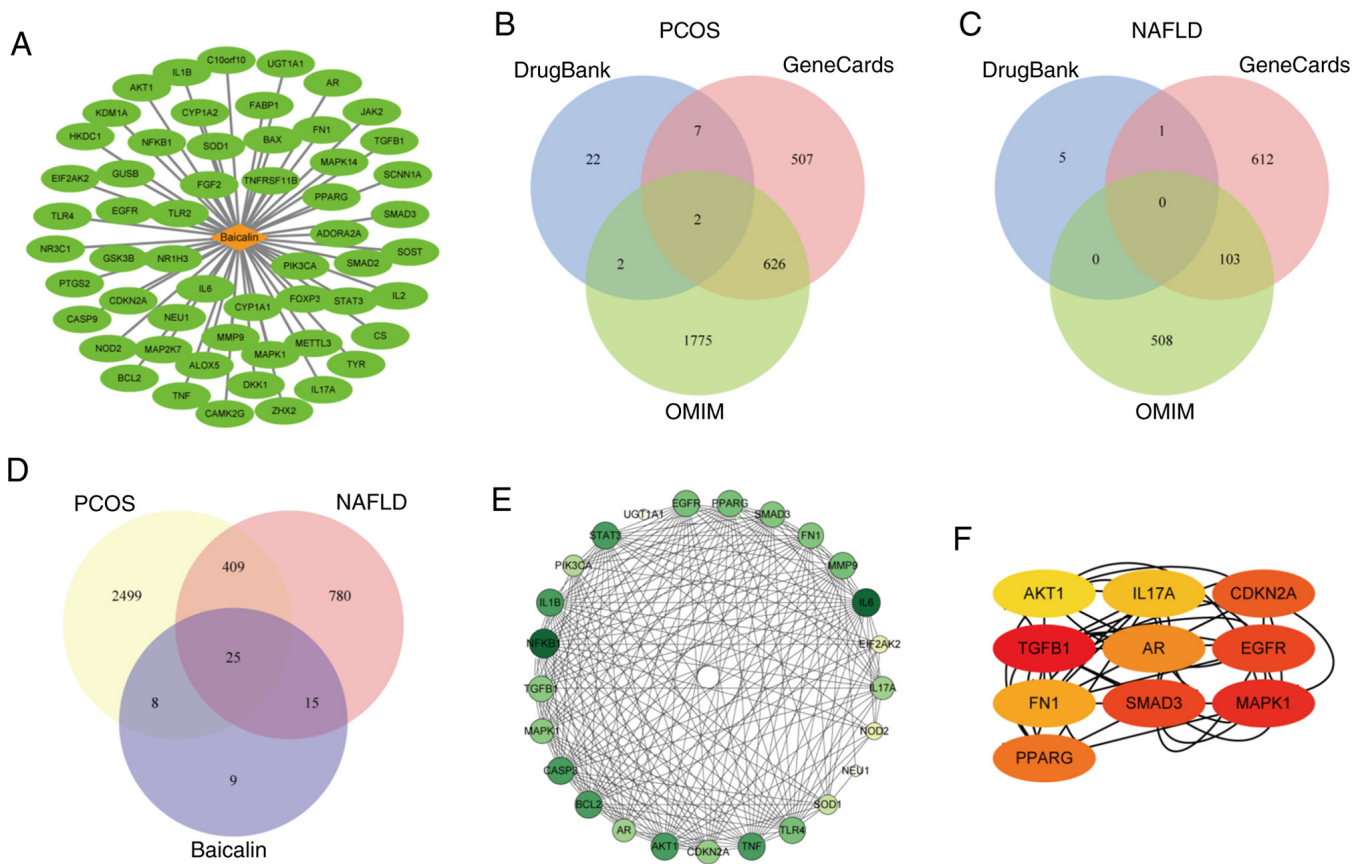 A
C10orf10
IL1B
UGT1A1
AKT1
AR
KDM1A
CYP1A2
FABP1
JAK2
HKDC1
NFKB1
SOD1
BAX
FN1
TGFB1
EIF2AK2
GUSB
FGF2
TNFRSF11B
MAPK14
SCNN1A
PPARG
TLR4
EGFR
TLR2
SMAD3
Baicalin
ADORA2A
NR3C1
GSK3B
NR1H3
SMAD2
SOST
PIK3CA
PTGS2
CDKN2A
IL6
FOXP3
STAT3
IL2
CASP9
NEU1
CYP1A1
CS
NOD2
MAP2K7
MMP9
MAPK1
METTL3
TYR
BCL2
ALOX5
DKK1
IL17A
TNF
CAMK2G
ZHX2
B
PCOS
DrugBank
GeneCards
7
22
507
2
2
626
1775
OMIM
C
NAFLD
DrugBank
GeneCards
1
5
612
0
0
103
508
OMIM
D
PCOS
NAFLD
409
2499
780
25
8
15
9
Baicalin
E
EGFR
PPARG
UGT1A1
SMAD3
STAT3
FN1
PIK3CA
MMP9
IL1B
IL6
NFKB1
EIF2AK2
TGFB1
IL17A
MAPK1
NOD2
CASP9
NEU1
BCL2
SOD1
AR
TLR4
AKT1
CDKN2A
TNF
F
AKT1
IL17A
CDKN2A
TGFB1
AR
EGFR
FN1
SMAD3
MAPK1
PPARG